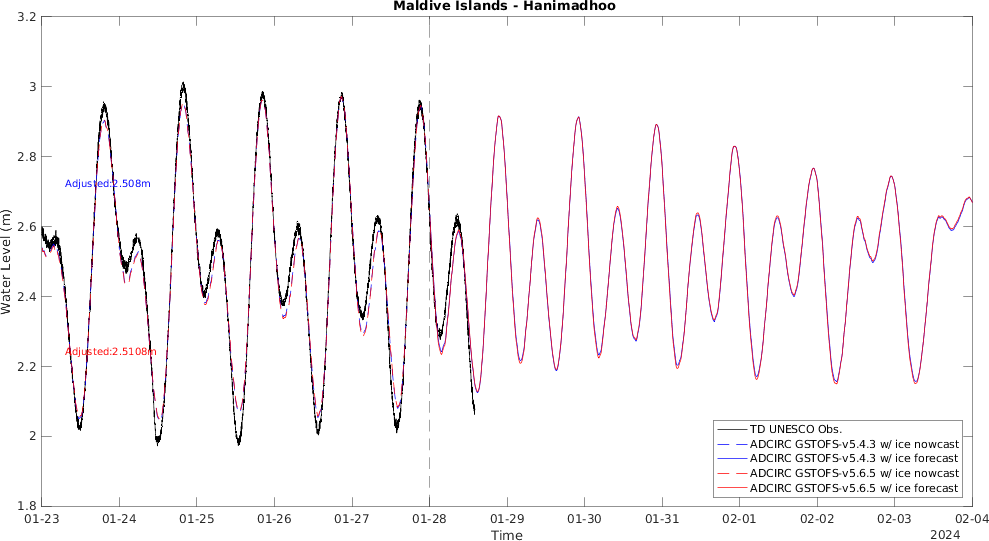 Maldive Islands - Hanimadhoo
3.2
3
2.8
2.6
2.4
2.2
2
1.8
Water Level (m)
Adjusted:2.508m
Adjusted:2.5108m
TD UNESCO Obs.
ADCIRC GSTOFS-v5.4.3 w/ ice nowcast
ADCIRC GSTOFS-v5.4.3 w/ ice forecast
ADCIRC GSTOFS-v5.6.5 w/ ice nowcast
ADCIRC GSTOFS-v5.6.5 w/ ice forecast
01-23 01-24 01-25 01-26 01-27 01-28 01-29 01-30 01-31 02-01 02-02 02-03 02-04
Time
2024